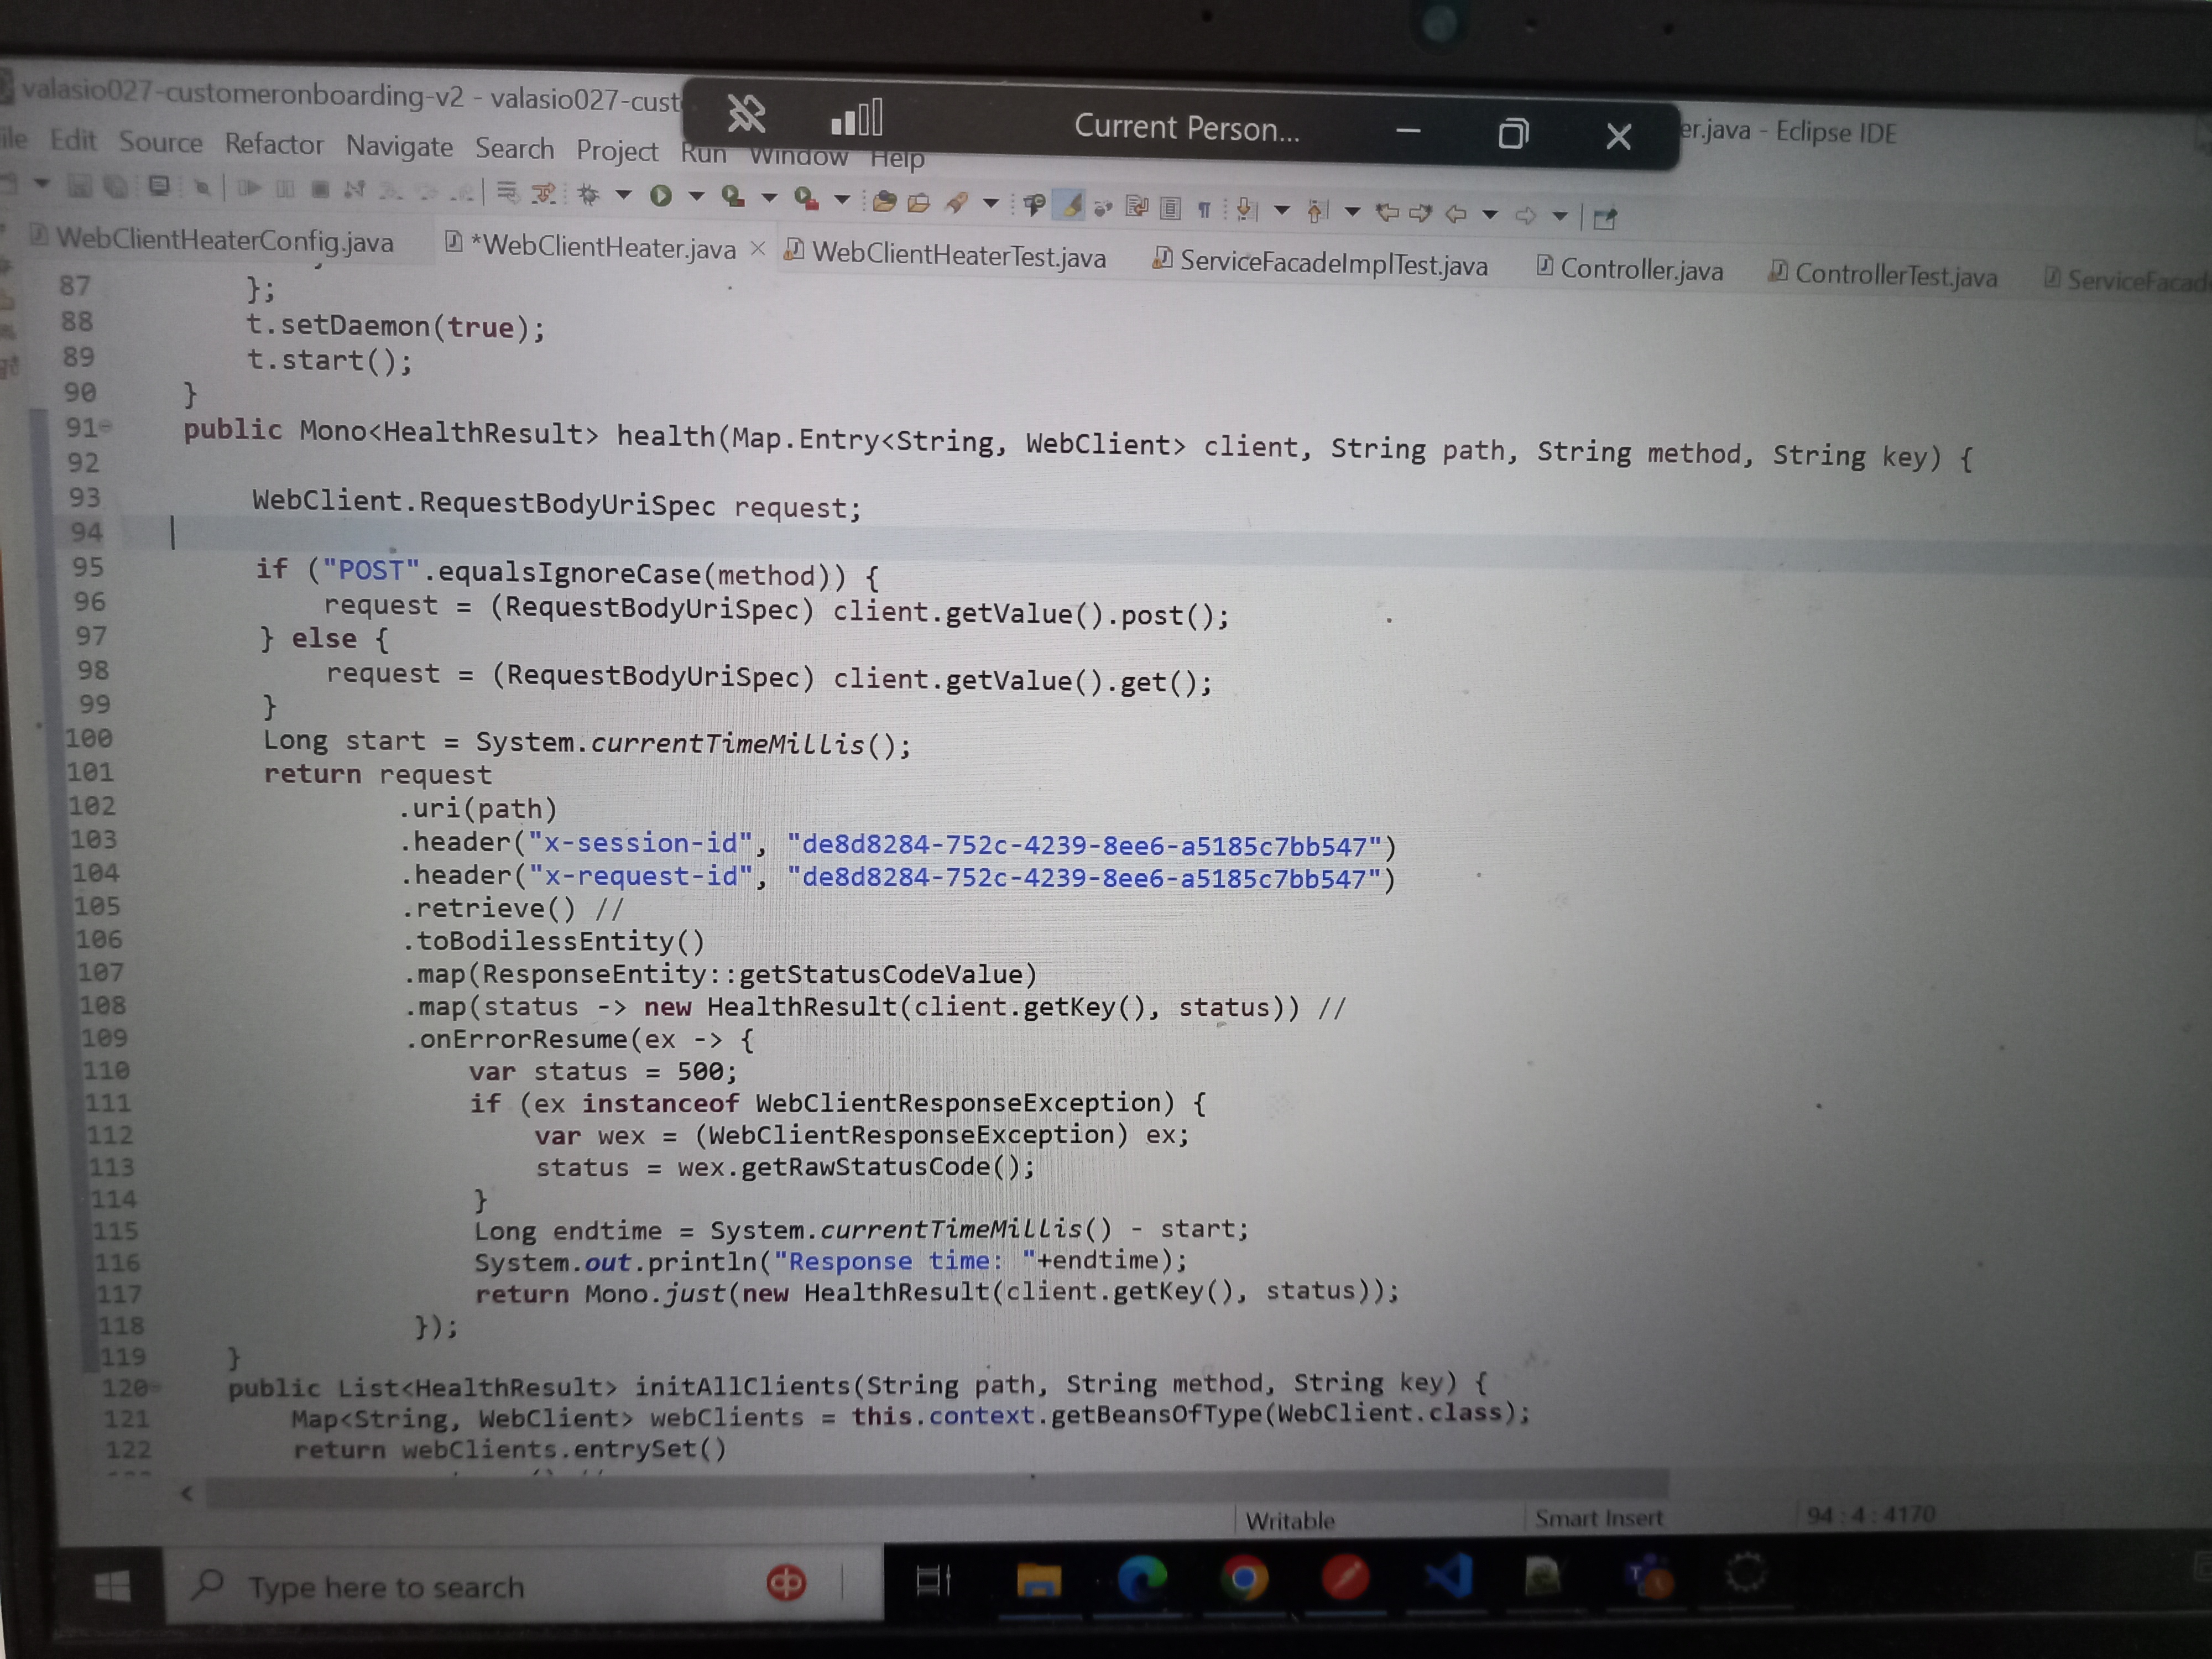 valasio027-customeronboarding-v2 - valasio027-cust
Current Person...
er.java - Eclipse IDE
Edit Source Refactor Navigate Search Project Run Window Help
WebClientHeaterConfig.java
*WebClientHeater.java
WebClientHeaterTest.java
ServiceFacadeImplTest.java
Controller.java
ControllerTest.java
87 };
88 t.setDaemon(true);
89 t.start();
90 }
91 public Mono<HealthResult> health(Map.Entry<String, WebClient> client, String path, String method, String key) {
92
93 WebClient.RequestBodyUriSpec request;
94
95 if ("POST".equalsIgnoreCase(method)) {
96 request = (RequestBodyUriSpec) client.getValue().post();
97 } else {
98 request = (RequestBodyUriSpec) client.getValue().get();
99 }
100 Long start = System.currentTimeMillis();
101 return request
102 .uri(path)
103 .header("x-session-id", "de8d8284-752c-4239-8ee6-a5185c7bb547")
104 .header("x-request-id", "de8d8284-752c-4239-8ee6-a5185c7bb547")
105 .retrieve() //
106 .toBodilessEntity()
107 .map(ResponseEntity::getStatusCodeValue)
108 .map(status -> new HealthResult(client.getKey(), status)) //
109 .onErrorResume(ex -> {
110 var status = 500;
111 if (ex instanceof WebClientResponseException) {
112 var wex = (WebClientResponseException) ex;
113 status = wex.getRawStatusCode();
114 }
115 Long endtime = System.currentTimeMillis() - start;
116 System.out.println("Response time: "+endtime);
117 return Mono.just(new HealthResult(client.getKey(), status));
118 });
119 }
120 public List<HealthResult> initAllClients(String path, String method, String key) {
121 Map<String, WebClient> webClients = this.context.getBeansOfType(WebClient.class);
122 return webClients.entrySet()
Writable
Smart Insert
94 : 4 : 4170
Type here to search